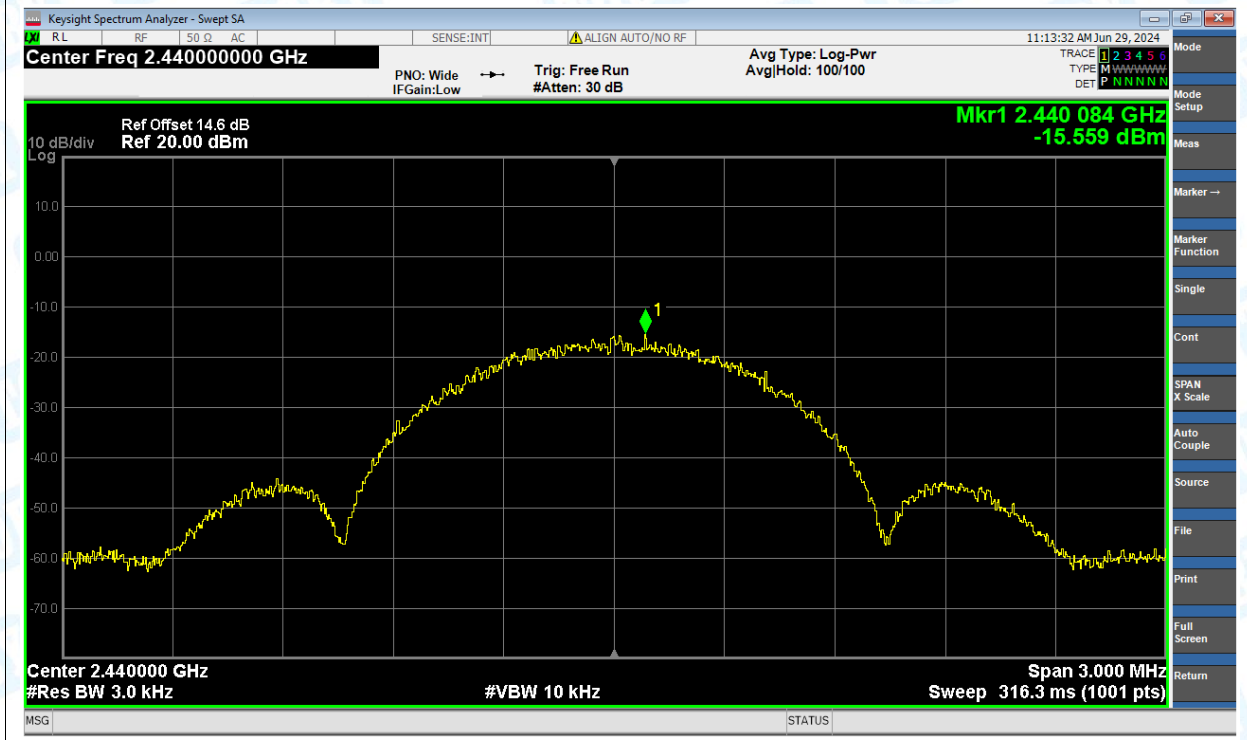 Keysight Spectrum Analyzer - Swept SA
LXI RL RF 50 Ω AC SENSE:INT ALIGN AUTO/NO RF 11:13:32 AM Jun 29, 2024
Center Freq 2.440000000 GHz
PNO: Wide
IFGain:Low
Trig: Free Run
#Atten: 30 dB
Avg Type: Log-Pwr
Avg|Hold: 100/100
TRACE 1 2 3 4 5 6
TYPE M WWWWW
DET P N N N N N
Mkr1 2.440 084 GHz
-15.559 dBm
Ref Offset 14.6 dB
10 dB/div Ref 20.00 dBm
Log
1
10.0
0.00
-10.0
-20.0
-30.0
-40.0
-50.0
-60.0
-70.0
Center 2.440000 GHz Span 3.000 MHz
#Res BW 3.0 kHz #VBW 10 kHz Sweep 316.3 ms (1001 pts)
MSG STATUS
Mode
Mode
Setup
Meas
Marker →
Marker
Function
Single
Cont
SPAN
X Scale
Auto
Couple
Source
File
Print
Full
Screen
Return